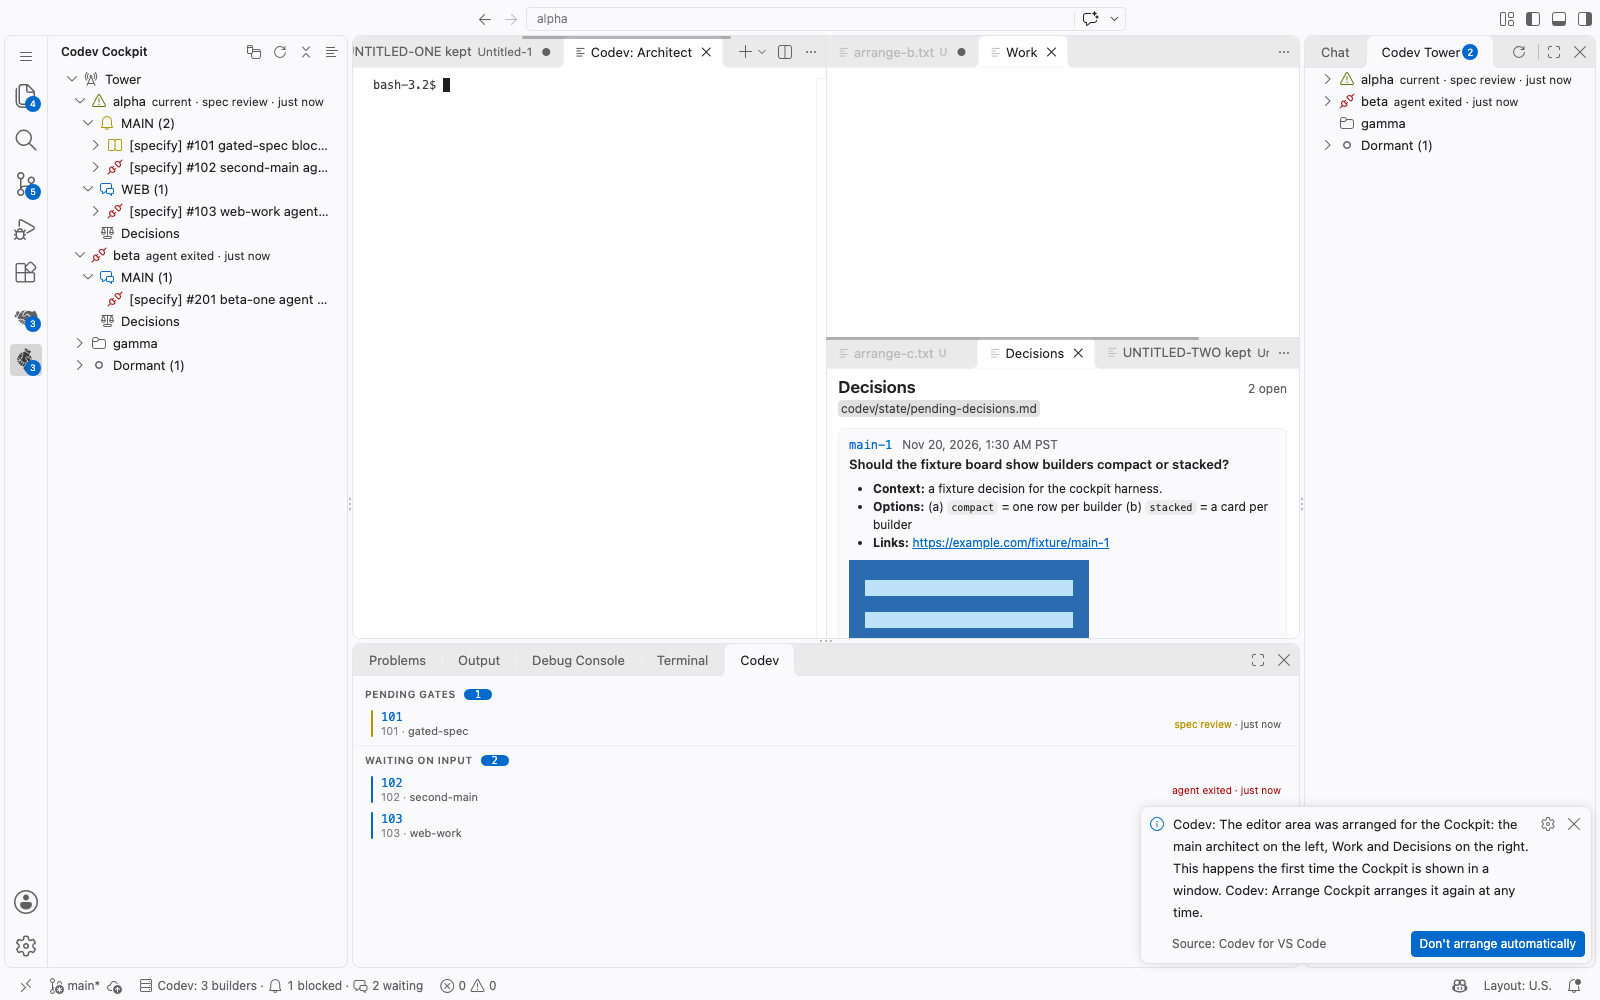 alpha
Codev Cockpit
Tower
alpha current · spec review · just now
MAIN (2)
[specify] #101 gated-spec bloc...
[specify] #102 second-main ag...
WEB (1)
[specify] #103 web-work agent...
Decisions
beta agent exited · just now
MAIN (1)
[specify] #201 beta-one agent ...
Decisions
gamma
Dormant (1)
4
5
3
3
NTITLED-ONE kept Untitled-1
Codev: Architect
bash-3.2$
arrange-b.txt U
Work
arrange-c.txt U
Decisions
UNTITLED-TWO kept Ur
Decisions
2 open
codev/state/pending-decisions.md
main-1 Nov 20, 2026, 1:30 AM PST
Should the fixture board show builders compact or stacked?
• Context: a fixture decision for the cockpit harness.
• Options: (a) compact = one row per builder (b) stacked = a card per
builder
• Links: https://example.com/fixture/main-1
Problems
Output
Debug Console
Terminal
Codev
PENDING GATES 1
101
101 · gated-spec
spec review · just now
WAITING ON INPUT 2
102
102 · second-main
agent exited · just now
103
103 · web-work
Chat
Codev Tower 2
alpha current · spec review · just now
beta agent exited · just now
gamma
Dormant (1)
Codev: The editor area was arranged for the Cockpit: the
main architect on the left, Work and Decisions on the right.
This happens the first time the Cockpit is shown in a
window. Codev: Arrange Cockpit arranges it again at any
time.
Source: Codev for VS Code
Don't arrange automatically
main*
Codev: 3 builders · 1 blocked · 2 waiting
0 0
Layout: U.S.